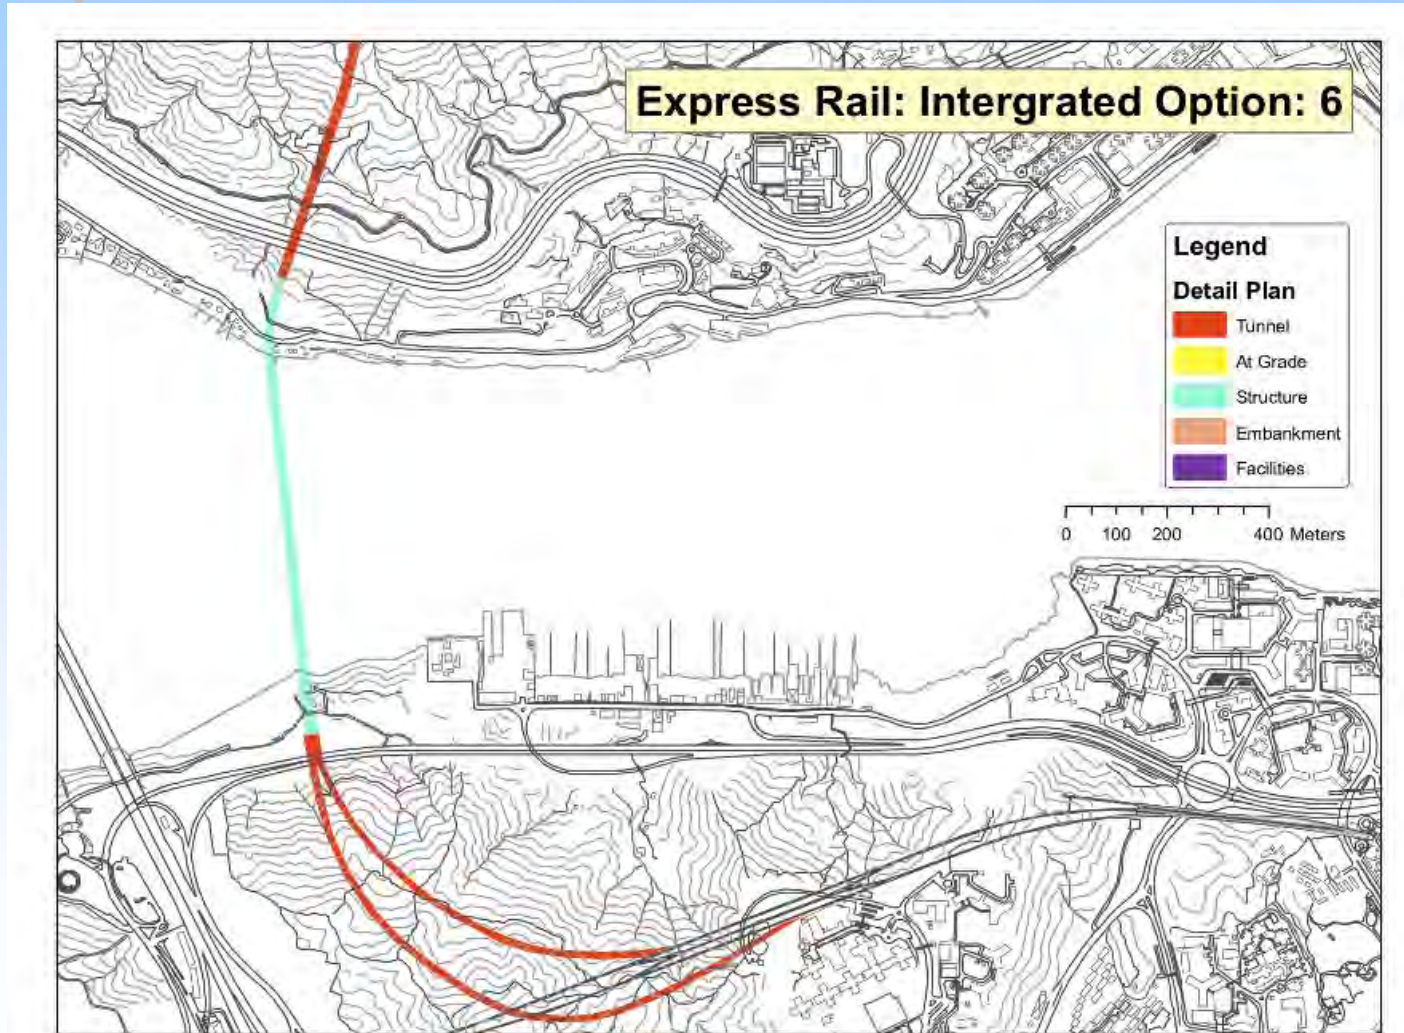 Express Rail: Intergrated Option: 6
Legend
Detail Plan
Tunnel
At Grade
Structure
Embankment
Facilities
0 100 200 400 Meters